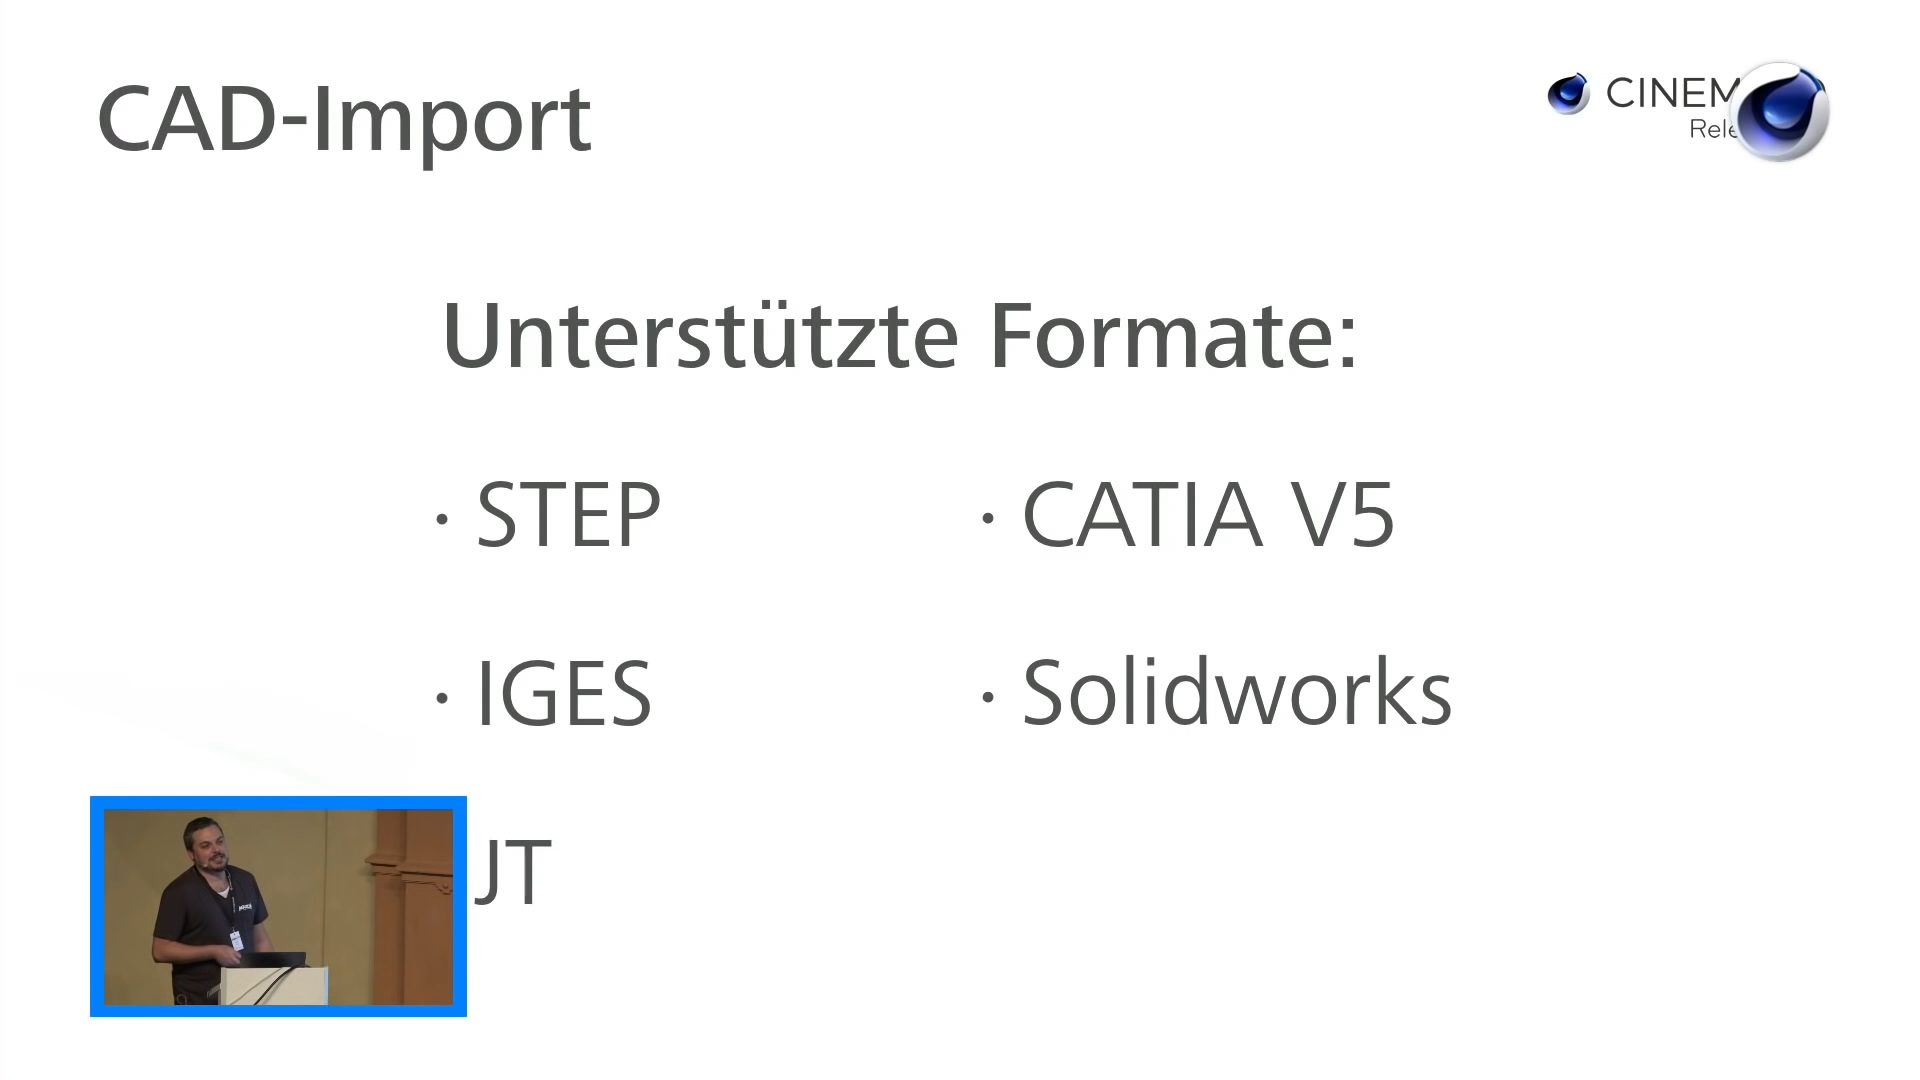 CAD-Import
CINEM
Rele
Unterstützte Formate:
· STEP
· CATIA V5
· IGES
· Solidworks
JT